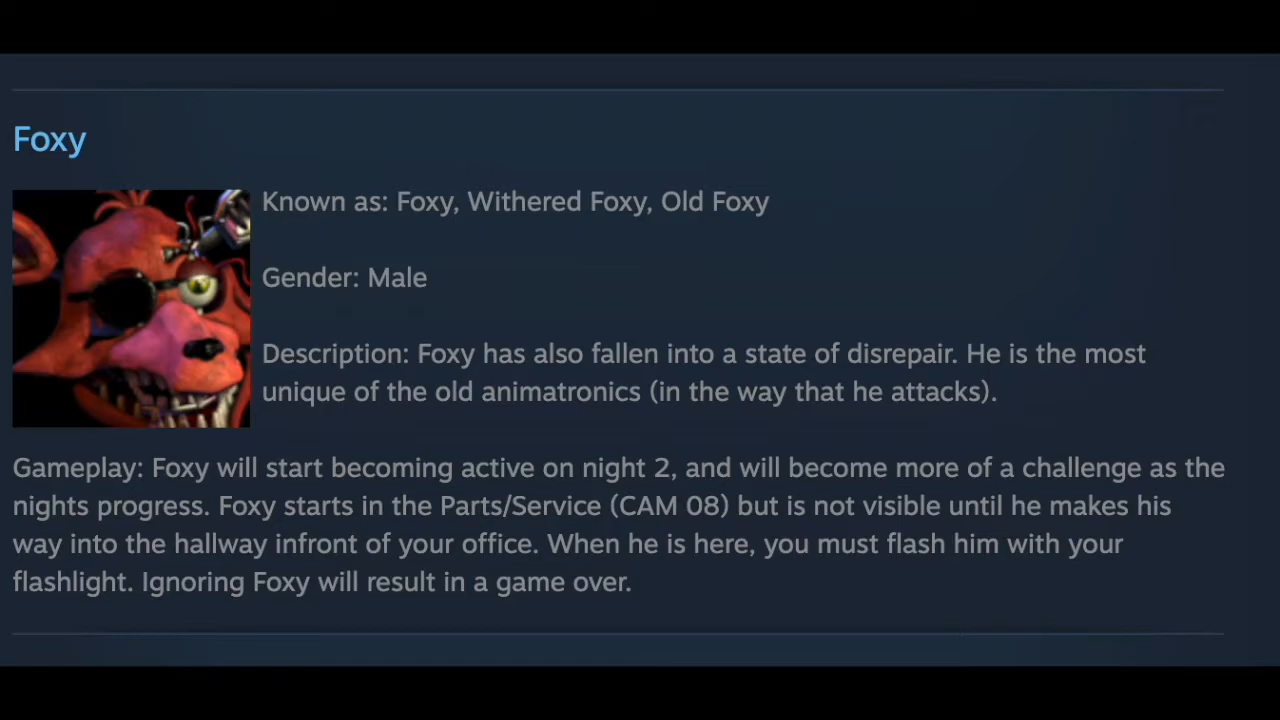 Foxy
Known as: Foxy, Withered Foxy, Old Foxy
Gender: Male
Description: Foxy has also fallen into a state of disrepair. He is the most
unique of the old animatronics (in the way that he attacks).
Gameplay: Foxy will start becoming active on night 2, and will become more of a challenge as the
nights progress. Foxy starts in the Parts/Service (CAM 08) but is not visible until he makes his
way into the hallway infront of your office. When he is here, you must flash him with your
flashlight. Ignoring Foxy will result in a game over.